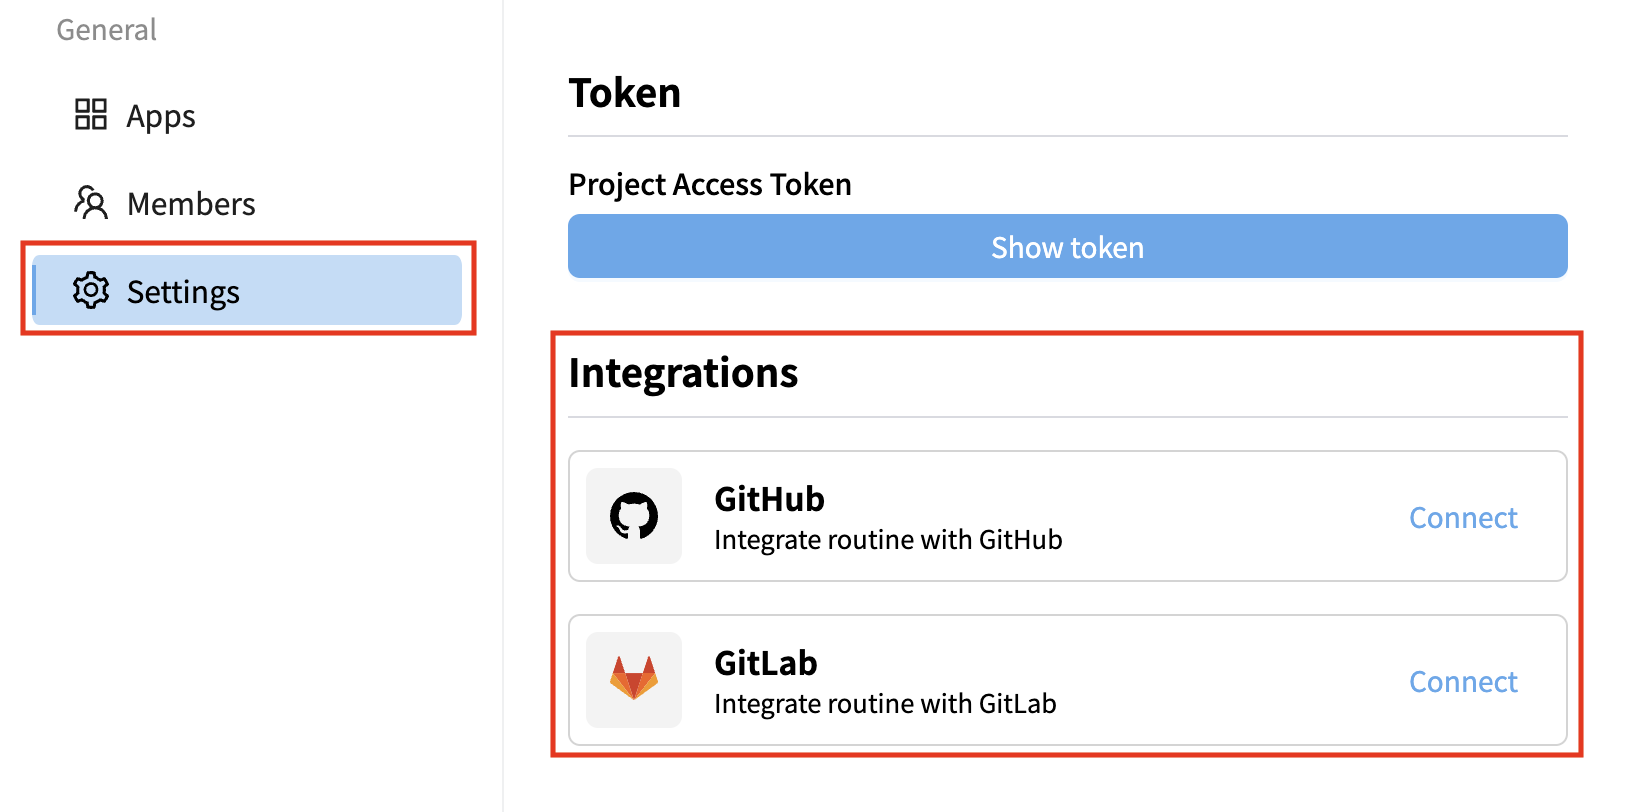 General
Apps
Members
Settings
Token
Project Access Token
Show token
Integrations
GitHub
Integrate routine with GitHub
Connect
GitLab
Integrate routine with GitLab
Connect